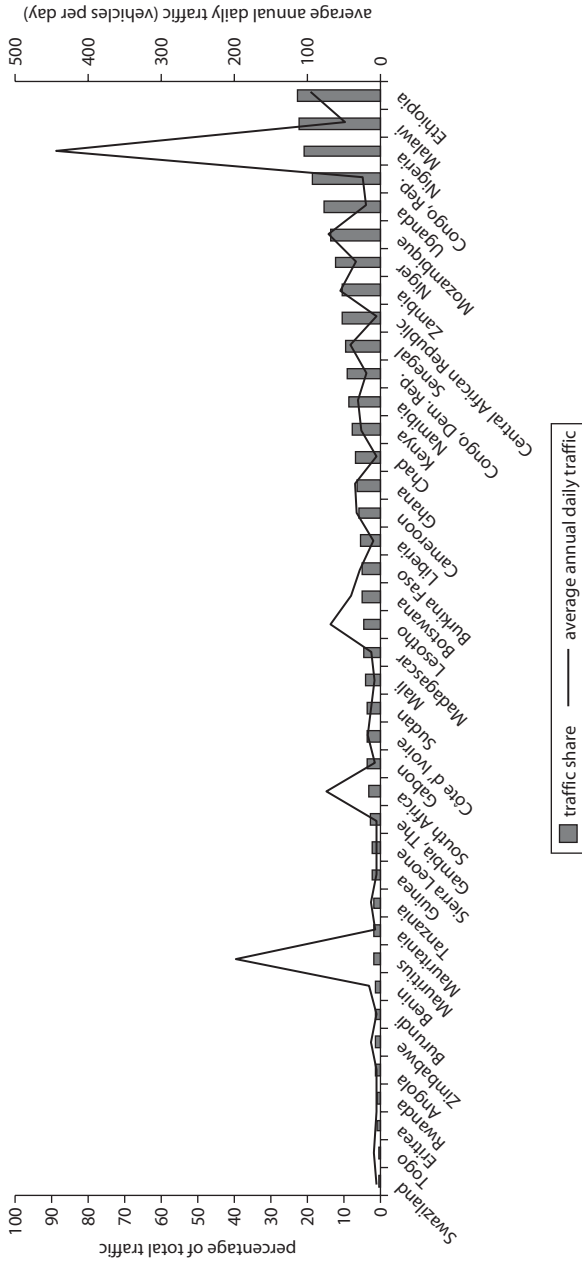 percentage of total traffic
100
90
80
70
60
50
40
30
20
10
0
Swaziland
Togo
Eritrea
Rwanda
Angola
Zimbabwe
Burundi
Benin
Mauritius
Mauritania
Tanzania
Guinea
Sierra Leone
Gambia, The
South Africa
Gabon
Côte d' Ivoire
Sudan
Mali
Madagascar
Lesotho
Botswana
Burkina Faso
Liberia
Cameroon
Ghana
Chad
Kenya
Namibia
Congo, Dem. Rep.
Senegal
Central African Republic
Zambia
Niger
Mozambique
Uganda
Congo, Rep.
Nigeria
Malawi
Ethiopia
500
400
300
200
100
0
average annual daily traffic (vehicles per day)
traffic share
average annual daily traffic